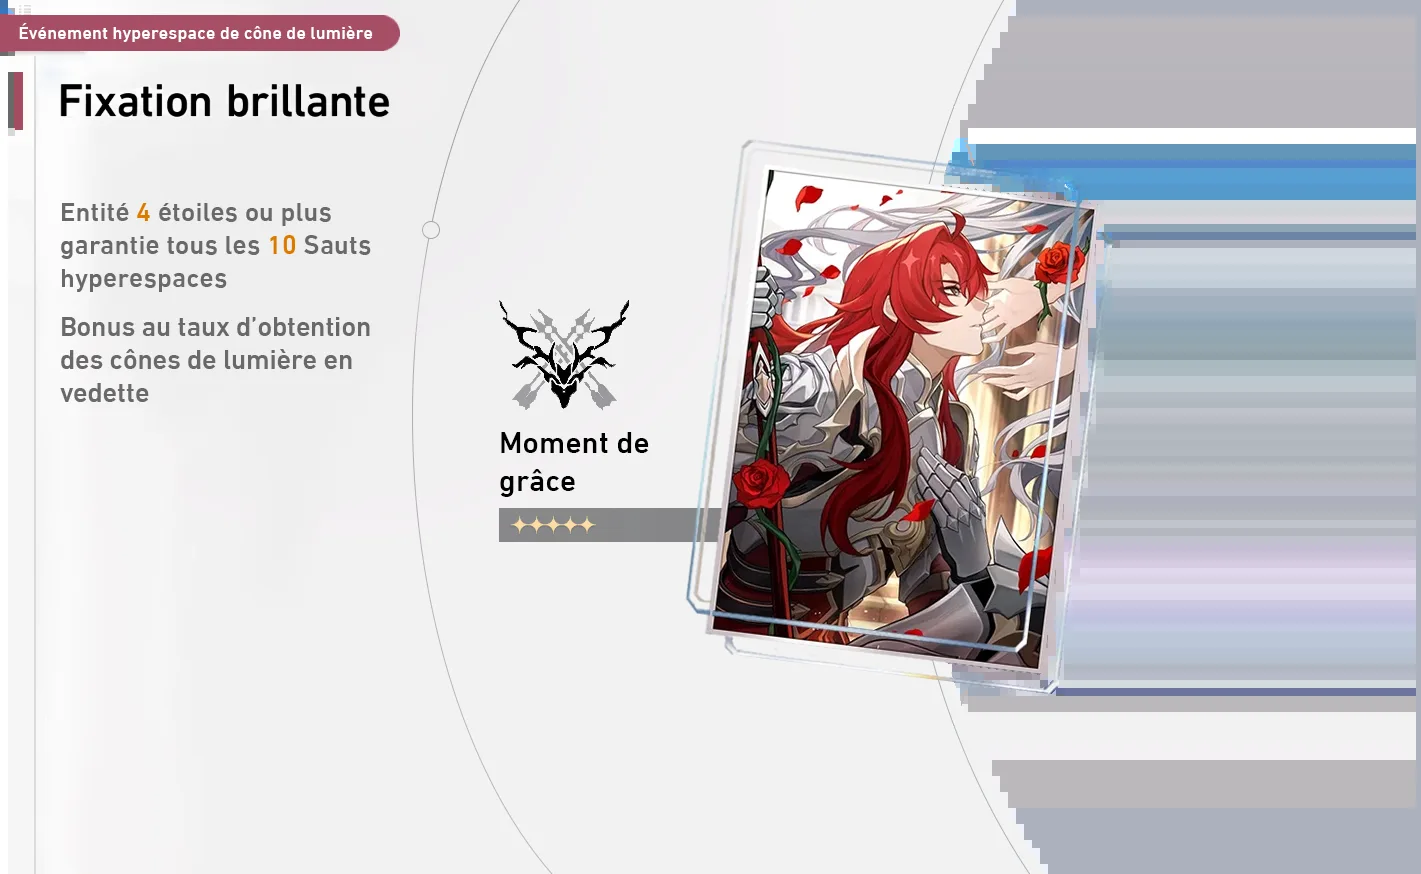 Événement hyperespace de cône de lumière
Fixation brillante
Entité 4 étoiles ou plus
garantie tous les 10 Sauts
hyperespaces
Bonus au taux d’obtention
des cônes de lumière en
vedette
Moment de
grâce